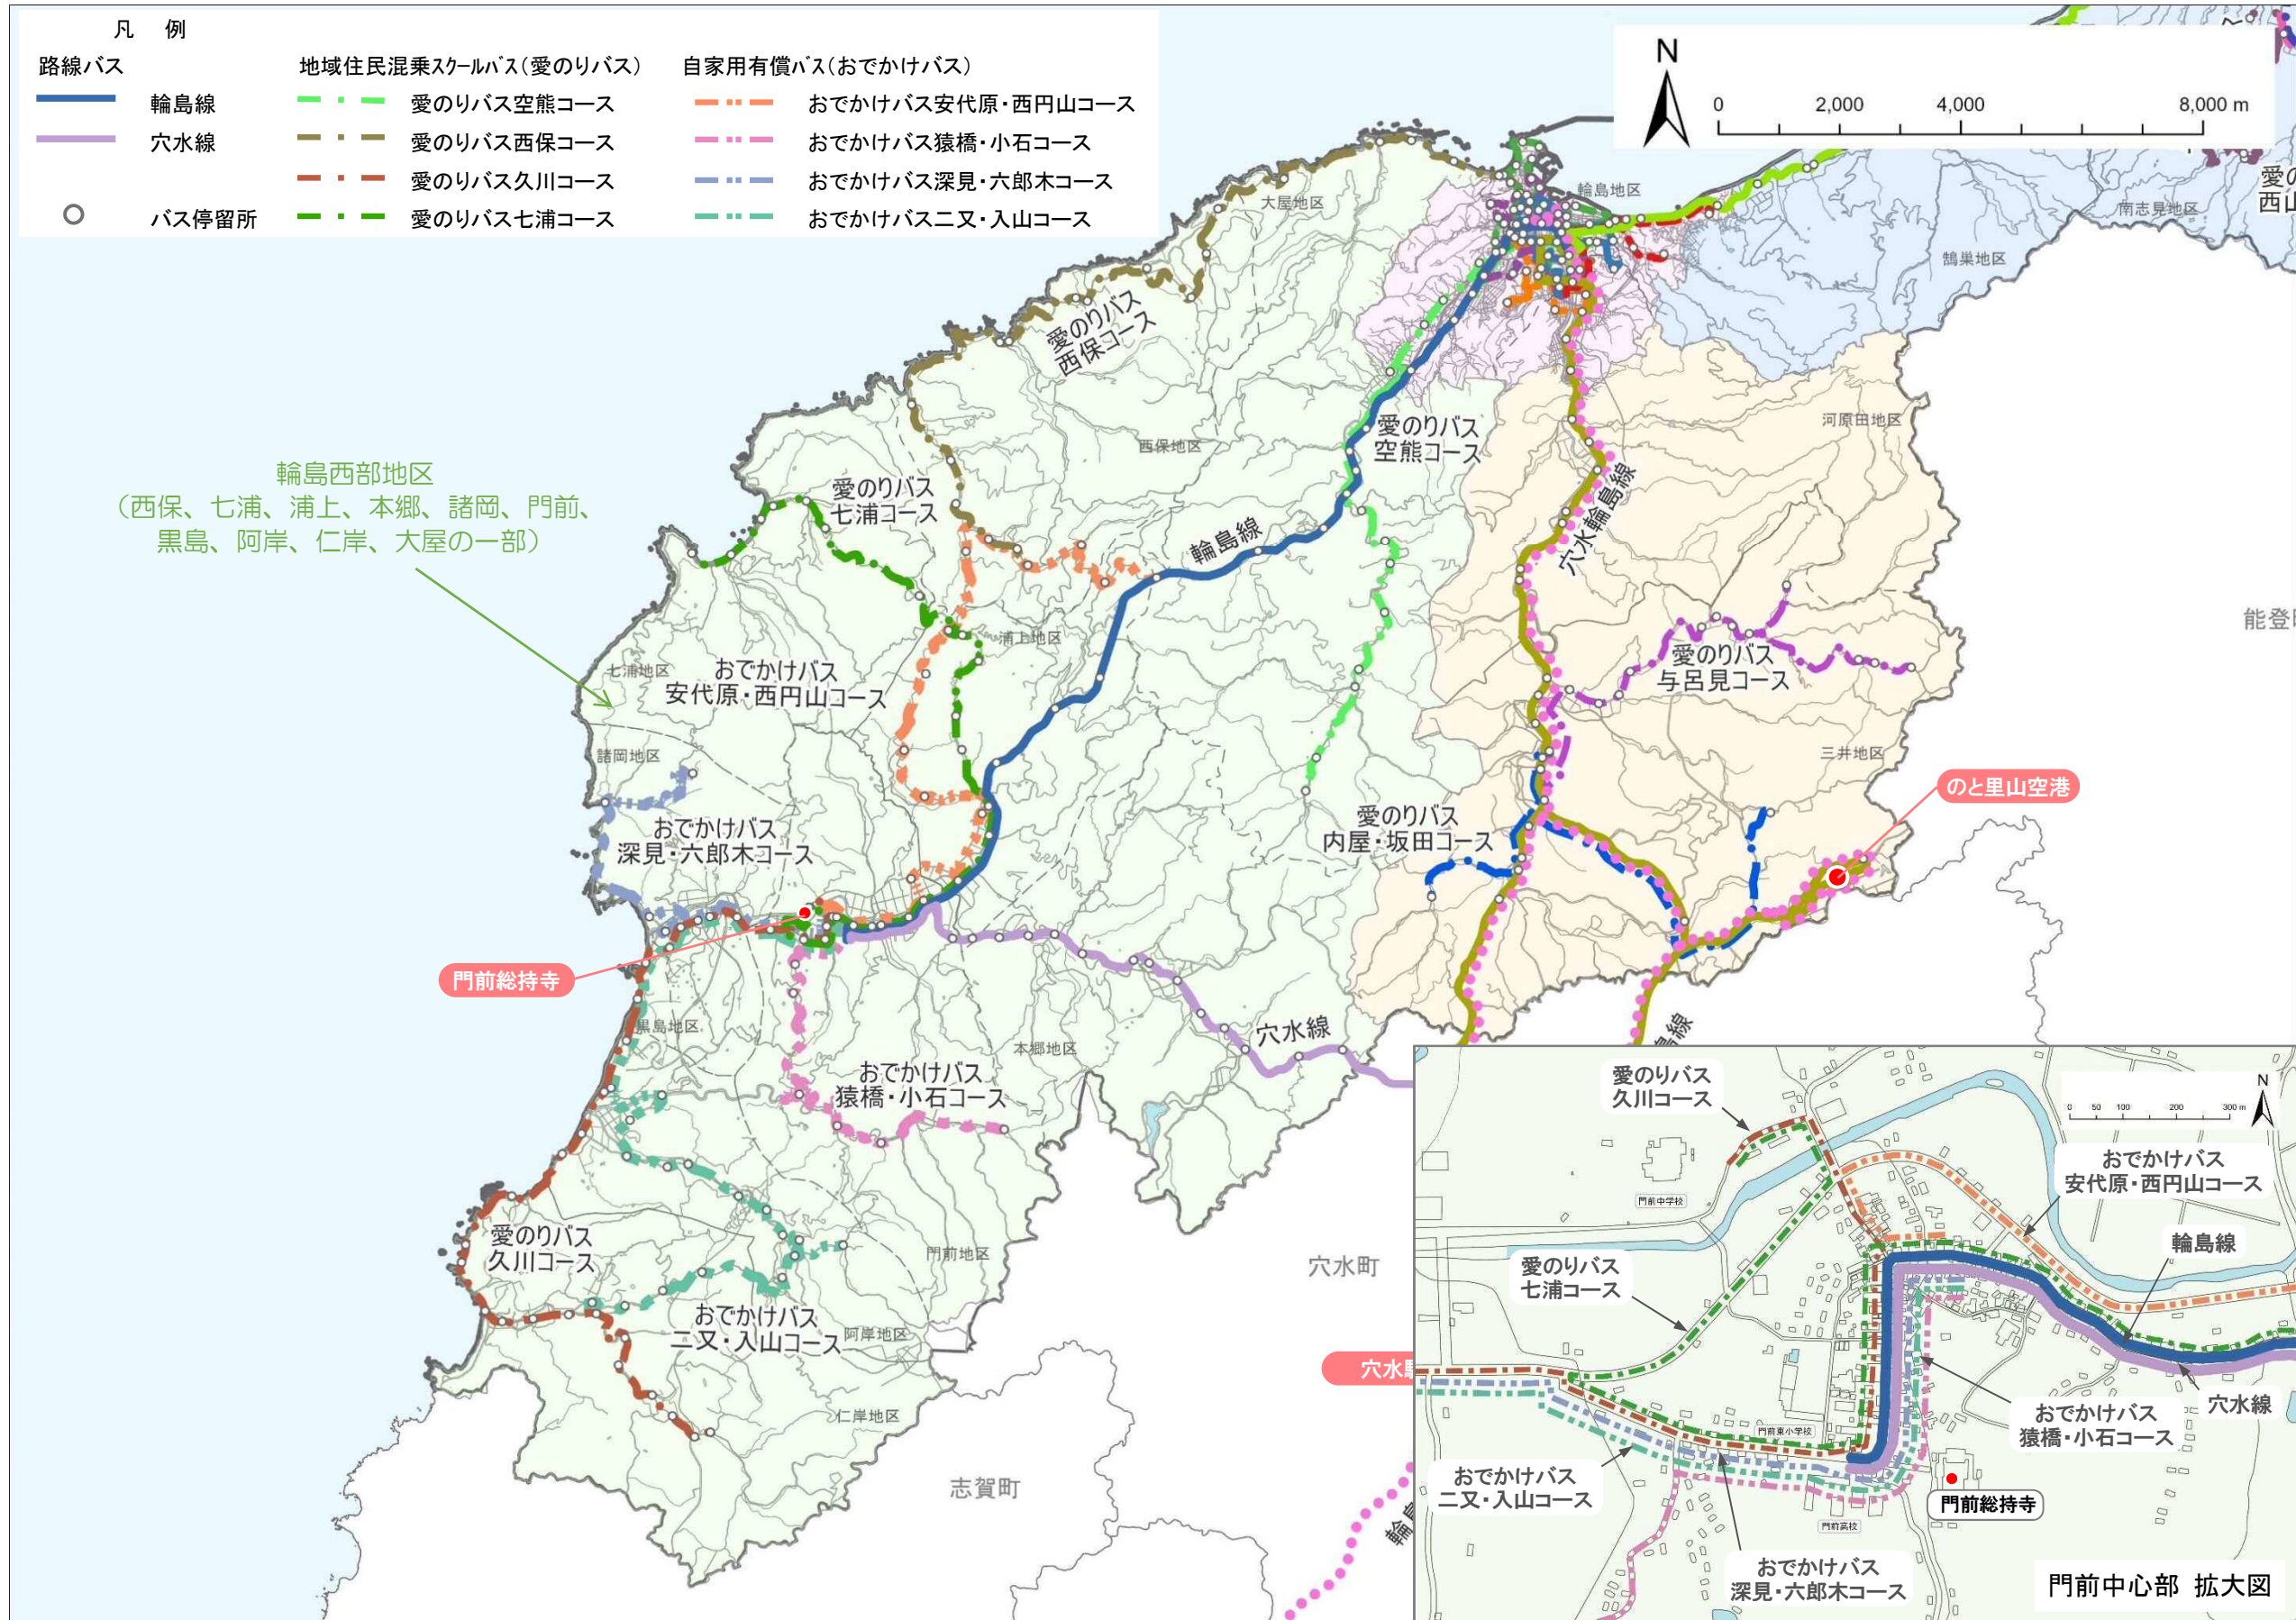 凡 例
路線バス
輪島線
穴水線
バス停留所
地域住民混乗スクールバス(愛のりバス)
愛のりバス空熊コース
愛のりバス西保コース
愛のりバス久川コース
愛のりバス七浦コース
自家用有償バス(おでかけバス)
おでかけバス安代原・西円山コース
おでかけバス猿橋・小石コース
おでかけバス深見・六郎木コース
おでかけバス二又・入山コース
N
0 2,000 4,000 8,000 m
輪島地区
大屋地区
南志見地区
鵠巣地区
愛のりバス
西保コース
西保地区
愛のりバス
空熊コース
河原田地区
輪島西部地区
(西保、七浦、浦上、本郷、諸岡、門前、
黒島、阿岸、仁岸、大屋の一部)
愛のりバス
七浦コース
輪島線
穴水輪島線
浦上地区
七浦地区
おでかけバス
安代原・西円山コース
愛のりバス
与呂見コース
諸岡地区
三井地区
のと里山空港
おでかけバス
深見・六郎木コース
愛のりバス
内屋・坂田コース
門前総持寺
黒島地区
本郷地区
穴水線
おでかけバス
猿橋・小石コース
愛のりバス
久川コース
門前地区
穴水町
おでかけバス
二又・入山コース
阿岸地区
仁岸地区
志賀町
愛のりバス
久川コース
N
0 50 100 200 300 m
おでかけバス
安代原・西円山コース
門前中学校
輪島線
愛のりバス
七浦コース
穴水線
おでかけバス
猿橋・小石コース
門前東小学校
おでかけバス
二又・入山コース
門前総持寺
門前高校
おでかけバス
深見・六郎木コース
門前中心部 拡大図